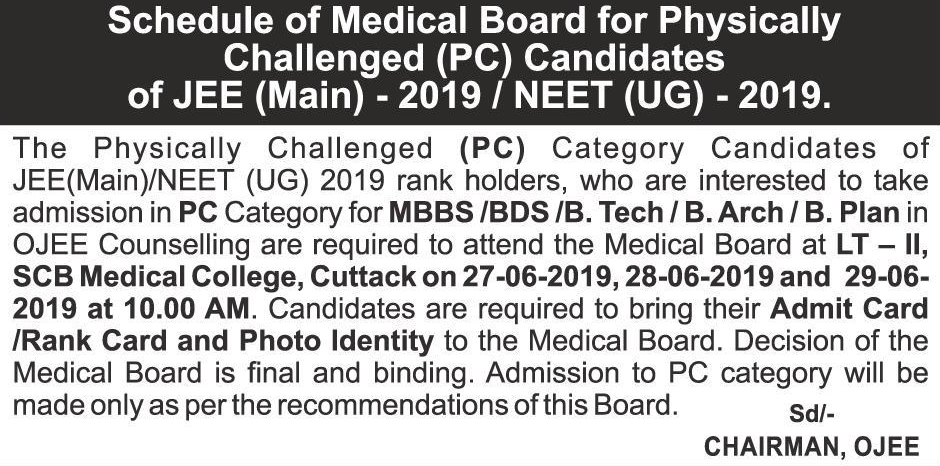 Schedule of Medical Board for Physically
Challenged (PC) Candidates
of JEE (Main) - 2019 / NEET (UG) - 2019.
The Physically Challenged (PC) Category Candidates of
JEE(Main)/NEET (UG) 2019 rank holders, who are interested to take
admission in PC Category for MBBS /BDS /B. Tech / B. Arch / B. Plan in
OJEE Counselling are required to attend the Medical Board at LT – II,
SCB Medical College, Cuttack on 27-06-2019, 28-06-2019 and 29-06-
2019 at 10.00 AM. Candidates are required to bring their Admit Card
/Rank Card and Photo Identity to the Medical Board. Decision of the
Medical Board is final and binding. Admission to PC category will be
made only as per the recommendations of this Board.
Sd/-
CHAIRMAN, OJEE